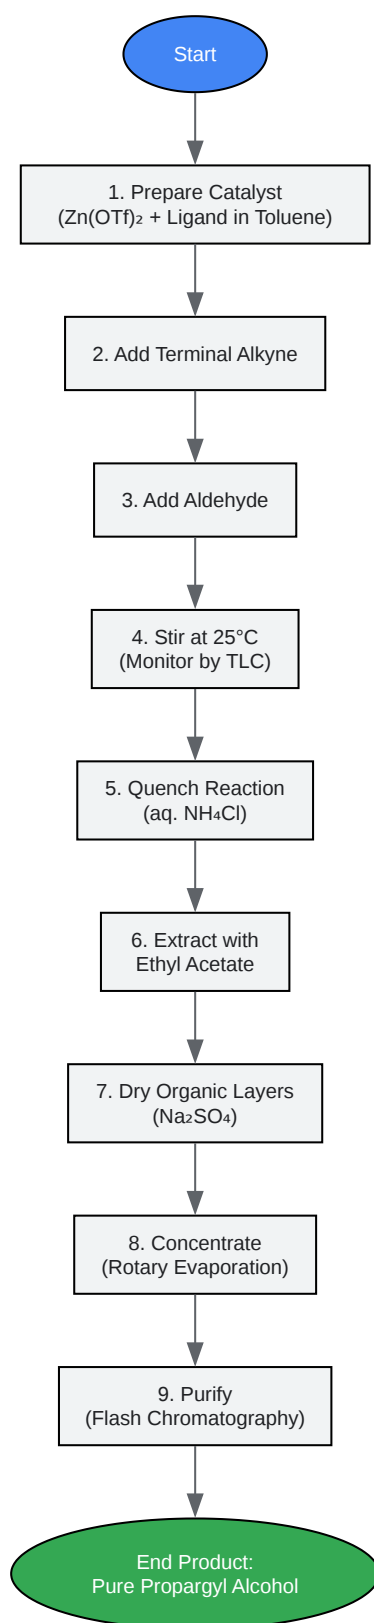 Start
1. Prepare Catalyst
(Zn(OTf)₂ + Ligand in Toluene)
2. Add Terminal Alkyne
3. Add Aldehyde
4. Stir at 25°C
(Monitor by TLC)
5. Quench Reaction
(aq. NH₄Cl)
6. Extract with
Ethyl Acetate
7. Dry Organic Layers
(Na₂SO₄)
8. Concentrate
(Rotary Evaporation)
9. Purify
(Flash Chromatography)
End Product:
Pure Propargyl Alcohol